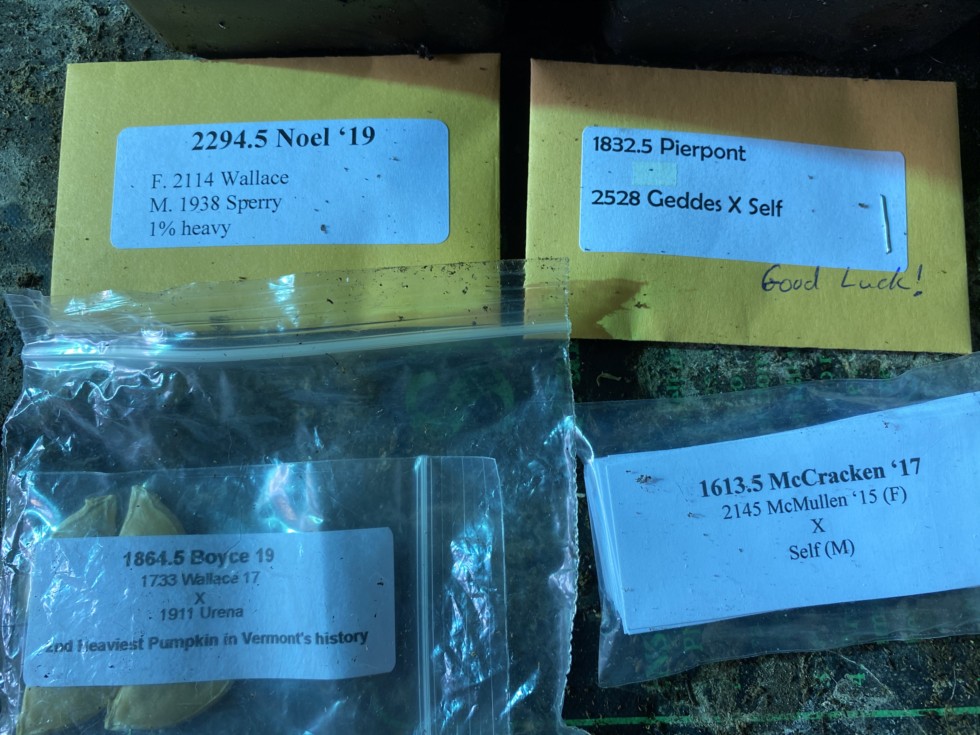 2294.5 Noel ‘19
F. 2114 Wallace
M. 1938 Sperry
1% heavy
1832.5 Pierpont
2528 Geddes X Self
Good Luck!
1864.5 Boyce 19
1733 Wallace 17
X
1911 Urena
2nd Heaviest Pumpkin in Vermont's history
1613.5 McCracken ‘17
2145 McMullen ‘15 (F)
X
Self (M)